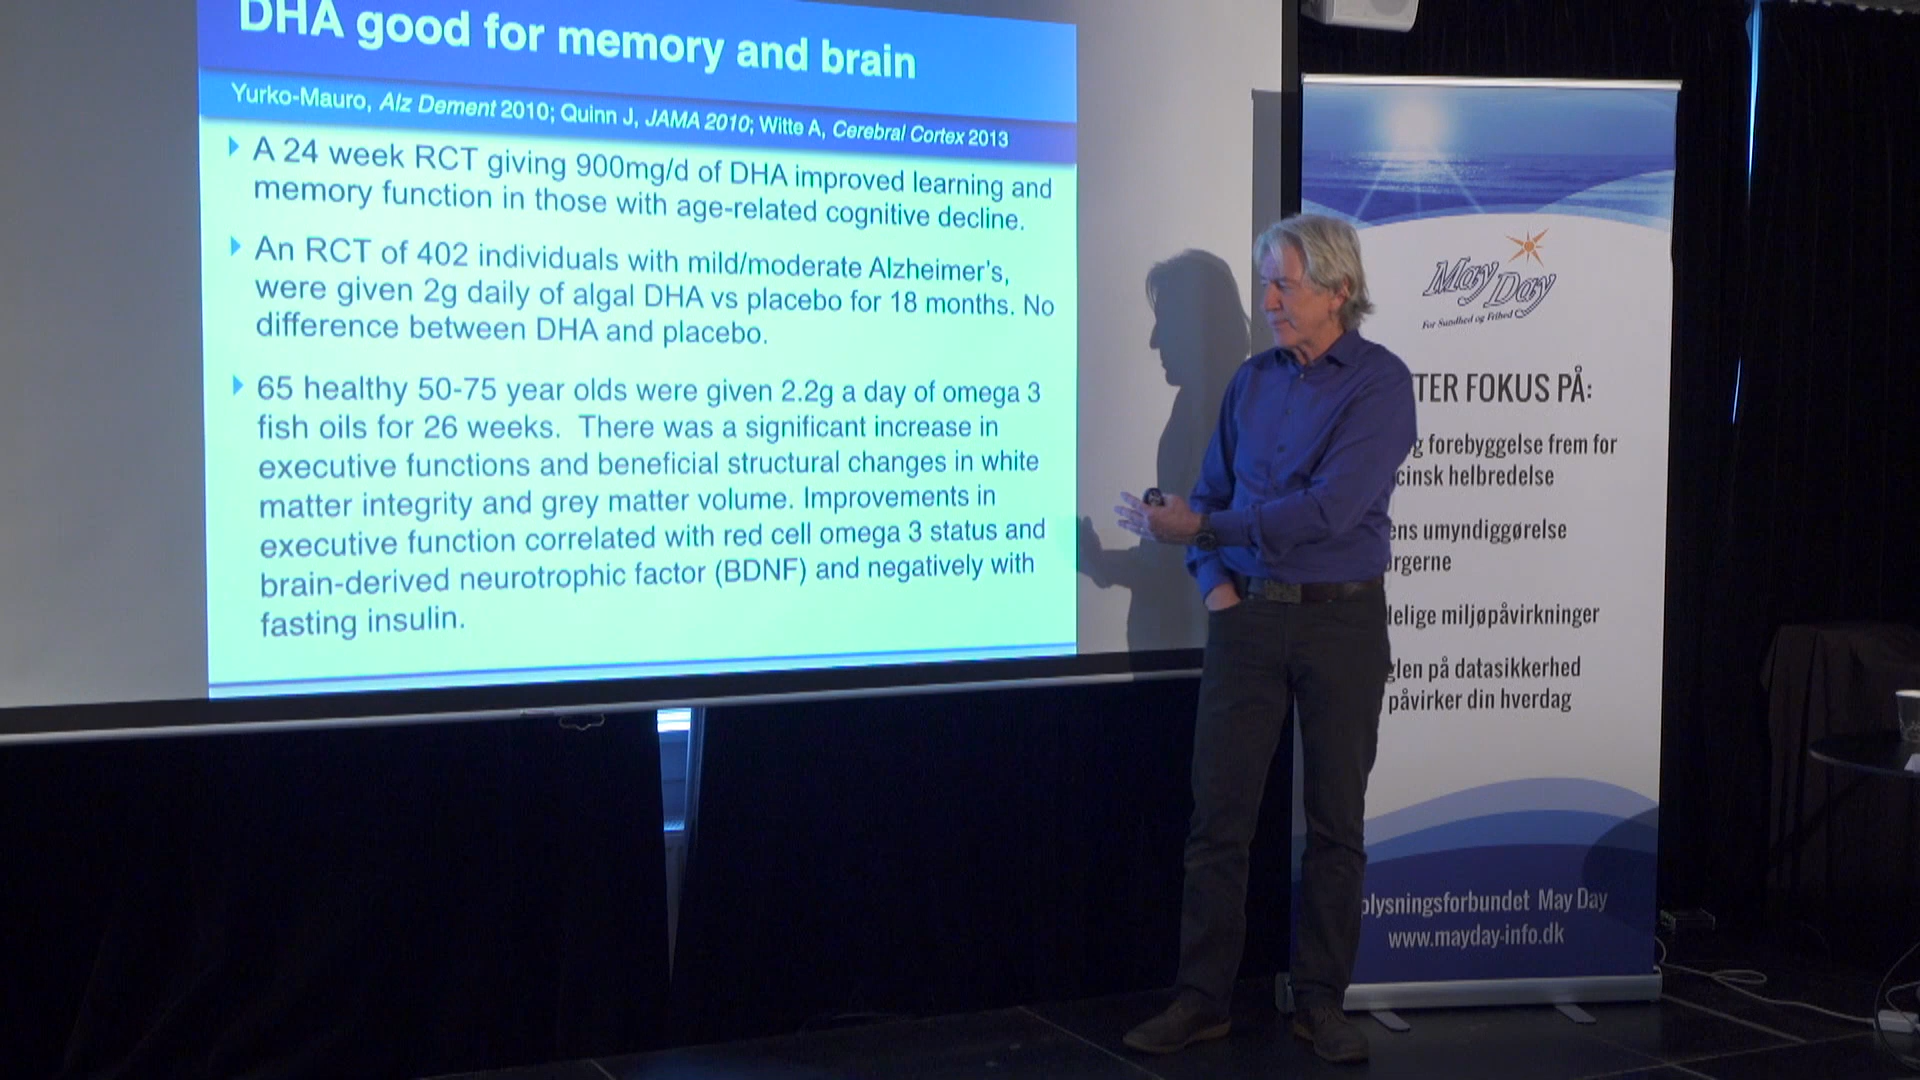 DHA good for memory and brain
Yurko-Mauro, Alz Dement 2010; Quinn J, JAMA 2010; Witte A, Cerebral Cortex 2013
A 24 week RCT giving 900mg/d of DHA improved learning and
memory function in those with age-related cognitive decline.
An RCT of 402 individuals with mild/moderate Alzheimer's,
were given 2g daily of algal DHA vs placebo for 18 months. No
difference between DHA and placebo.
65 healthy 50-75 year olds were given 2.2g a day of omega 3
fish oils for 26 weeks. There was a significant increase in
executive functions and beneficial structural changes in white
matter integrity and grey matter volume. Improvements in
executive function correlated with red cell omega 3 status and
brain-derived neurotrophic factor (BDNF) and negatively with
fasting insulin.
May Day
For Sundhed og Frihed
TER FOKUS PÅ:
g forebyggelse frem for
cinsk helbredelse
ens umyndiggørelse
rgerne
lelige miljøpåvirkninger
glen på datasikkerhed
påvirker din hverdag
plysningsforbundet May Day
www.mayday-info.dk